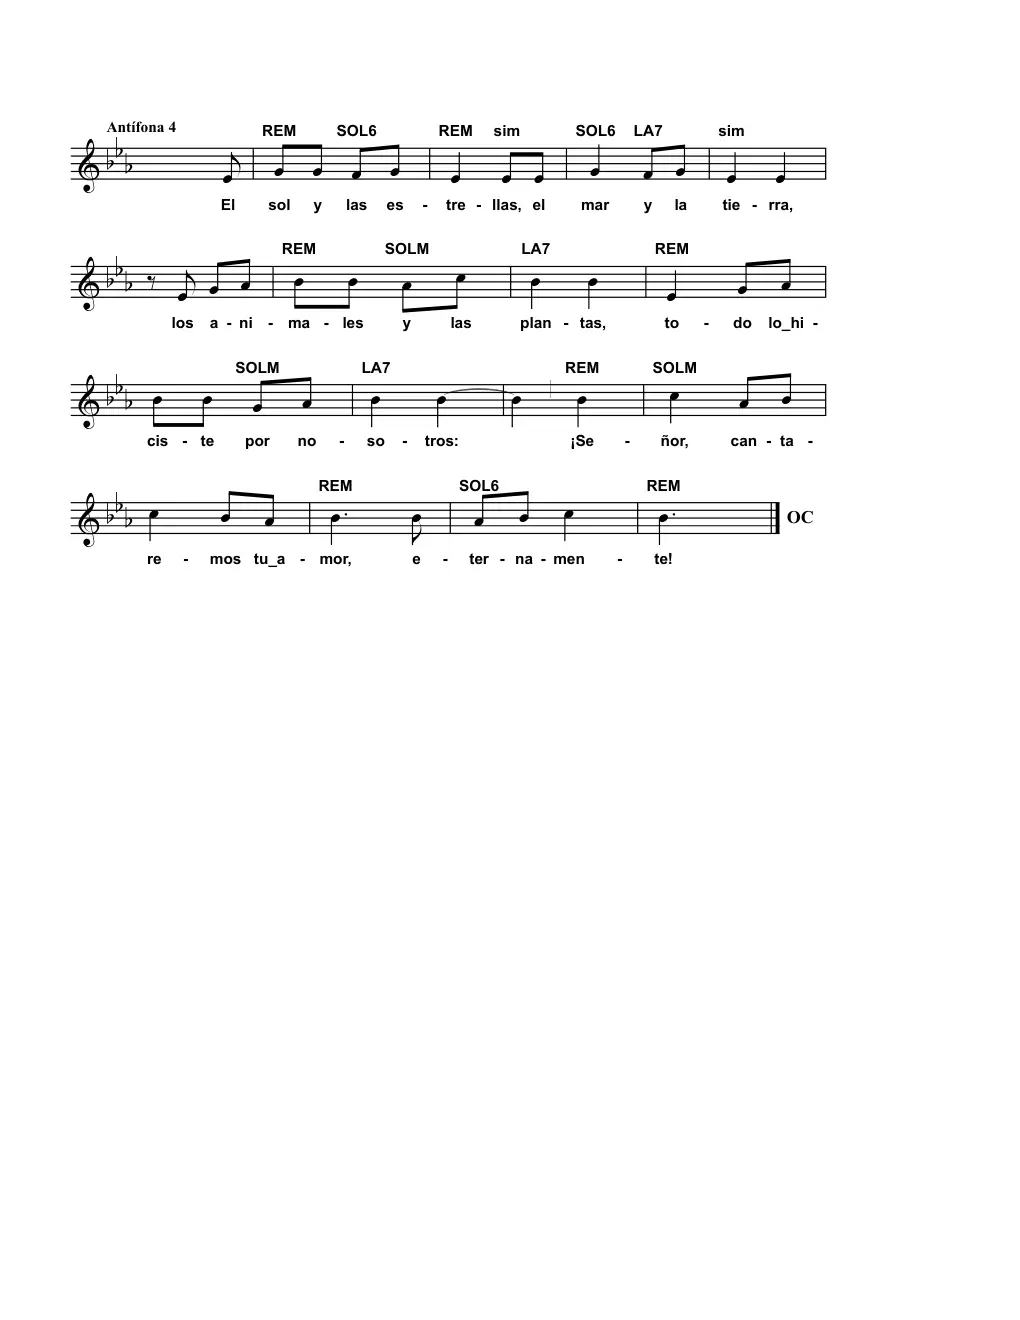 Antífona 4
REM SOL6 REM sim SOL6 LA7 sim
El sol y las es - tre - llas, el mar y la tie - rra,
REM SOLM LA7 REM
los a - ni - ma - les y las plan - tas, to - do lo_hi -
SOLM LA7 REM SOLM
cis - te por no - so - tros: ¡Se - ñor, can - ta -
REM SOL6 REM
OC
re - mos tu_a - mor, e - ter - na - men - te!